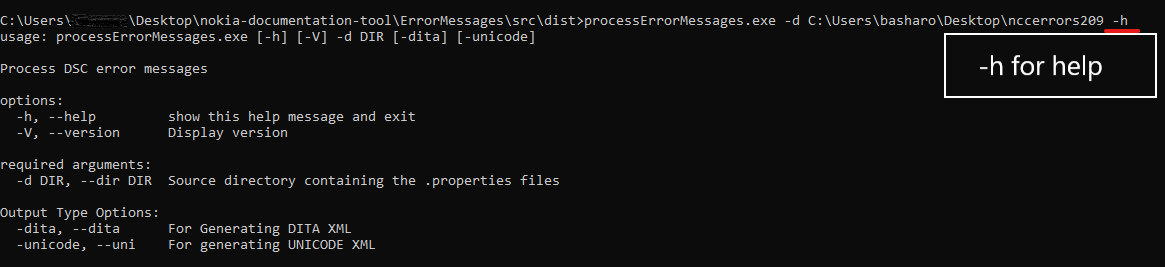 C:\Users\ \Desktop\nokia-documentation-tool\ErrorMessages\src\dist>processErrorMessages.exe -d C:\Users\basharo\Desktop\nccerrors209 -h
usage: processErrorMessages.exe [-h] [-V] -d DIR [-dita] [-unicode]
-h for help
Process DSC error messages
options:
-h, --help show this help message and exit
-V, --version Display version
required arguments:
-d DIR, --dir DIR Source directory containing the .properties files
Output Type Options:
-dita, --dita For Generating DITA XML
-unicode, --uni For generating UNICODE XML